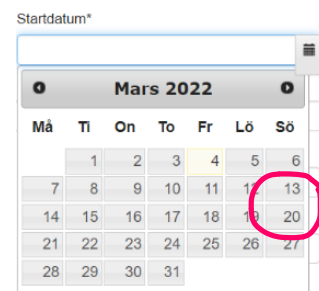 Startdatum*
Mars 2022
Må Ti On To Fr Lö Sö
1 2 3 4 5 6
7 8 9 10 11 12 13
14 15 16 17 18 19 20
21 22 23 24 25 26 27
28 29 30 31